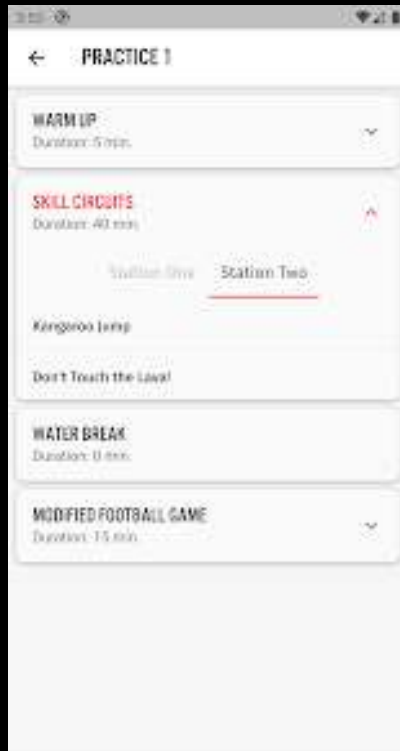 PRACTICE 1
WARM UP
Duration: 5 min.
SKILL CIRCUITS
Duration: 40 min.
Station One Station Two
Kangaroo Jump
Don't Touch the Lava!
WATER BREAK
Duration: 0 min.
MODIFIED FOOTBALL GAME
Duration: 15 min.